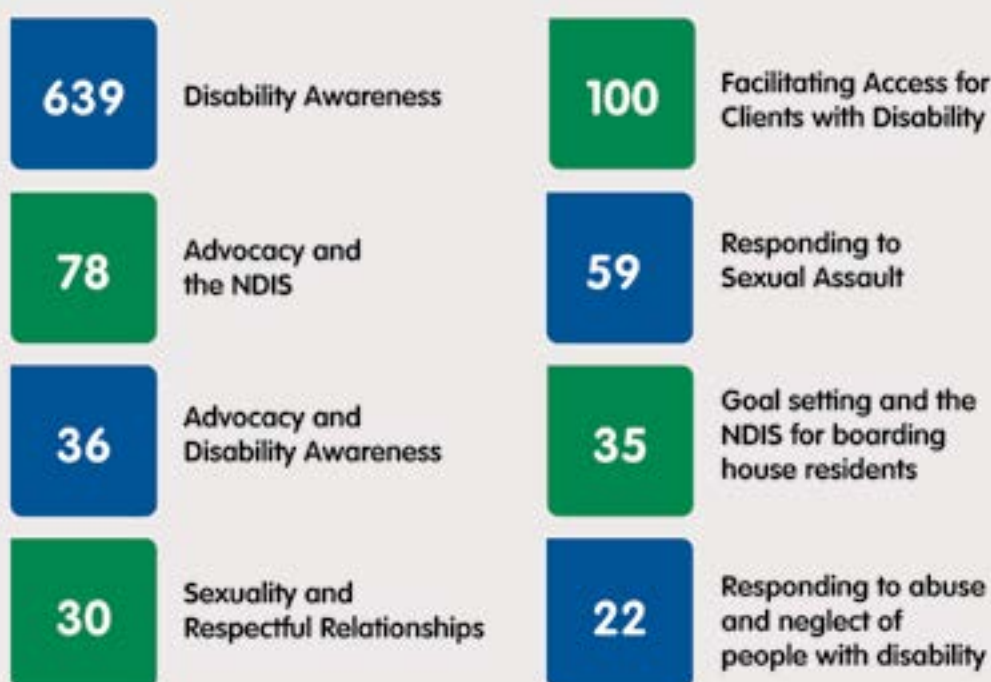 639
Disability Awareness
100
Facilitating Access for
Clients with Disability
78
Advocacy and
the NDIS
59
Responding to
Sexual Assault
36
Advocacy and
Disability Awareness
35
Goal setting and the
NDIS for boarding
house residents
30
Sexuality and
Respectful Relationships
22
Responding to abuse
and neglect of
people with disability